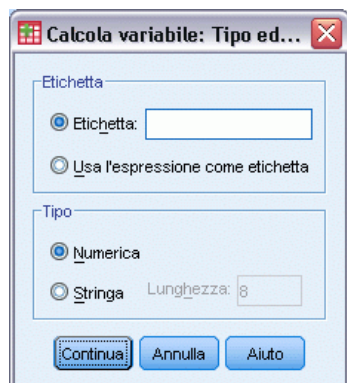 Calcola variabile: Tipo ed...
Etichetta
Etichetta:
Usa l'espressione come etichetta
Tipo
Numerica
Stringa Lunghezza: 8
Continua Annulla Aiuto